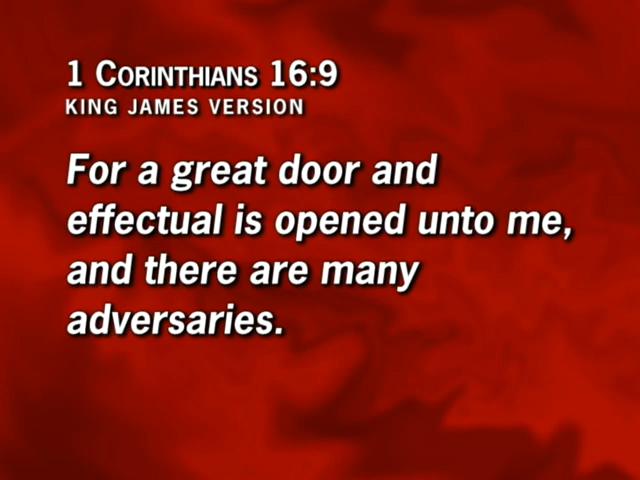 1 CORINTHIANS 16:9
KING JAMES VERSION
For a great door and
effectual is opened unto me,
and there are many
adversaries.